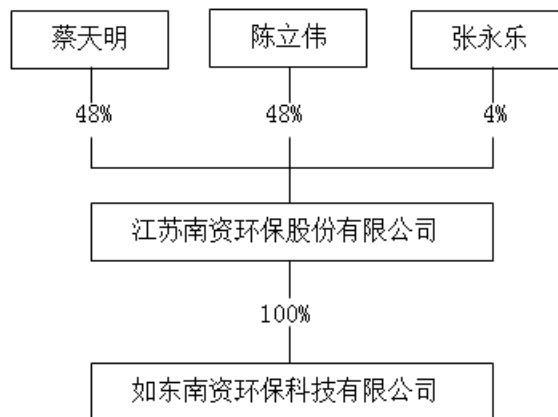 蔡天明
陈立伟
张永乐
48%
48%
4%
江苏南资环保股份有限公司
100%
如东南资环保科技有限公司